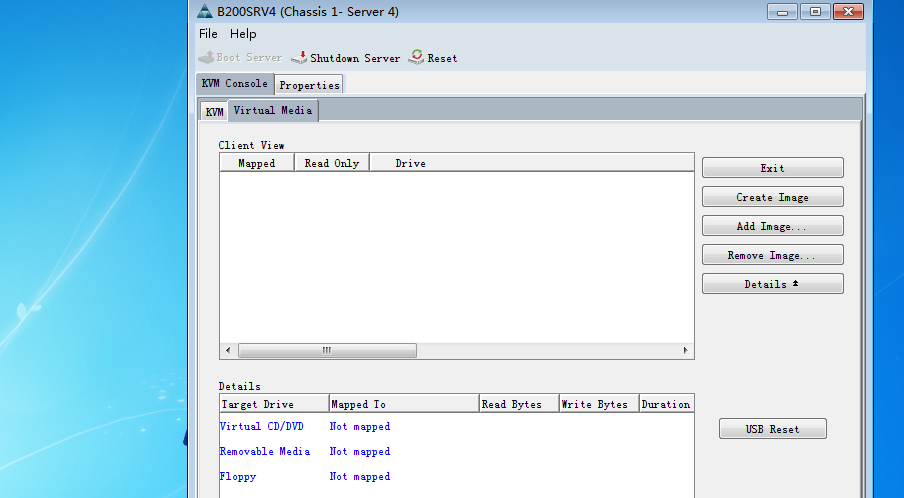 B200SRV4 (Chassis 1- Server 4)
File Help
Boot Server Shutdown Server Reset
KVM Console Properties
KVM Virtual Media
Client View
Mapped Read Only Drive
Exit
Create Image
Add Image...
Remove Image...
Details
Details
Target Drive Mapped To Read Bytes Write Bytes Duration
Virtual CD/DVD Not mapped
USB Reset
Removable Media Not mapped
Floppy Not mapped